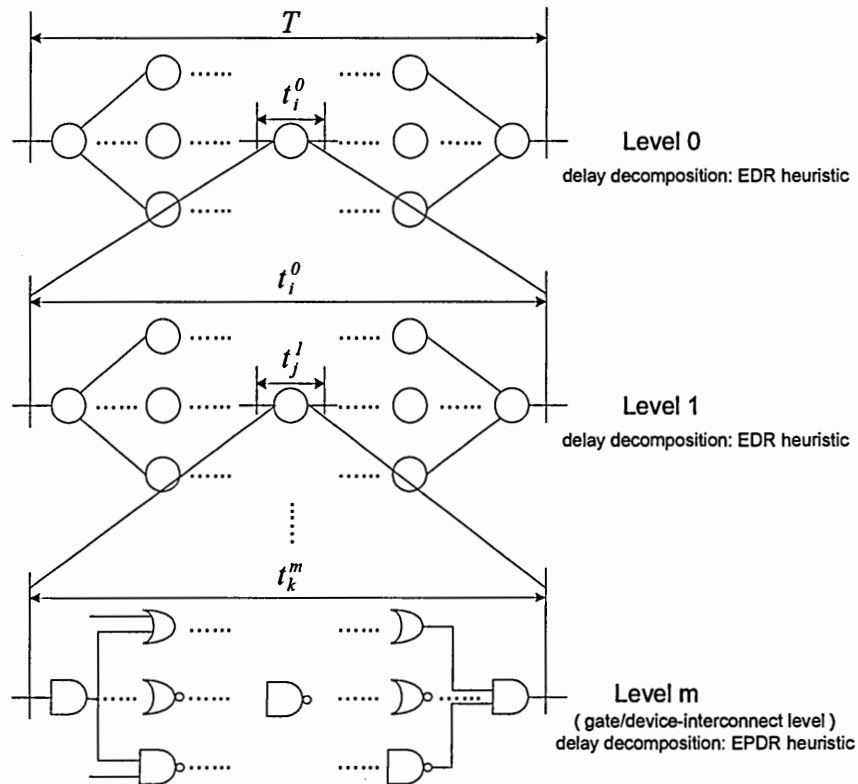 T
t_i^0
Level 0
delay decomposition: EDR heuristic
t_i^0
t_j^1
Level 1
delay decomposition: EDR heuristic
t_k^m
Level m
( gate/device-interconnect level )
delay decomposition: EPDR heuristic